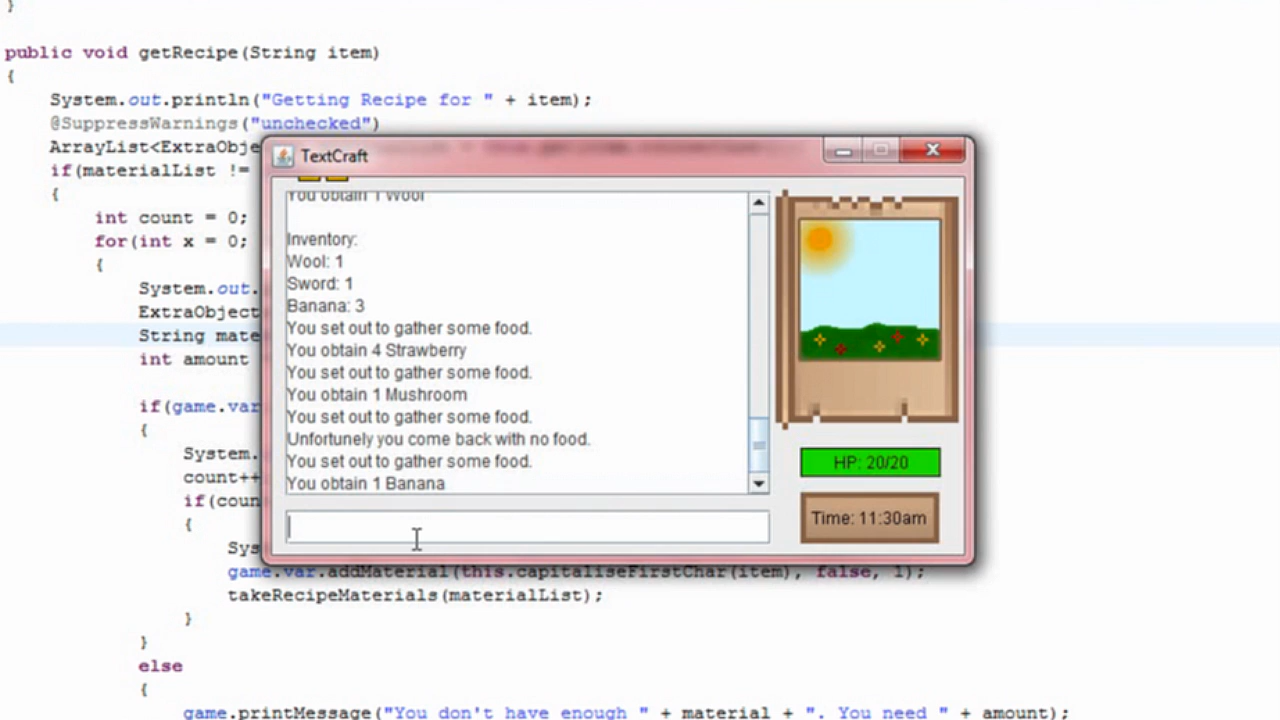 }
public void getRecipe(String item)
{
System.out.println("Getting Recipe for " + item);
@SuppressWarnings("unchecked")
ArrayList<ExtraObje
if(materialList !=
{
int count = 0;
for(int x = 0;
{
System.out.
ExtraObject
String mate
int amount
if(game.var
{
System.
count++
if(coun
{
Sys
game.var.addMaterial(this.capitaliseFirstChar(item), false, 1);
takeRecipeMaterials(materialList);
}
}
else
{
game.printMessage("You don't have enough " + material + ". You need " + amount);
TextCraft
You obtain 1 Wool
Inventory:
Wool: 1
Sword: 1
Banana: 3
You set out to gather some food.
You obtain 4 Strawberry
You set out to gather some food.
You obtain 1 Mushroom
You set out to gather some food.
Unfortunely you come back with no food.
You set out to gather some food.
You obtain 1 Banana
HP: 20/20
Time: 11:30am